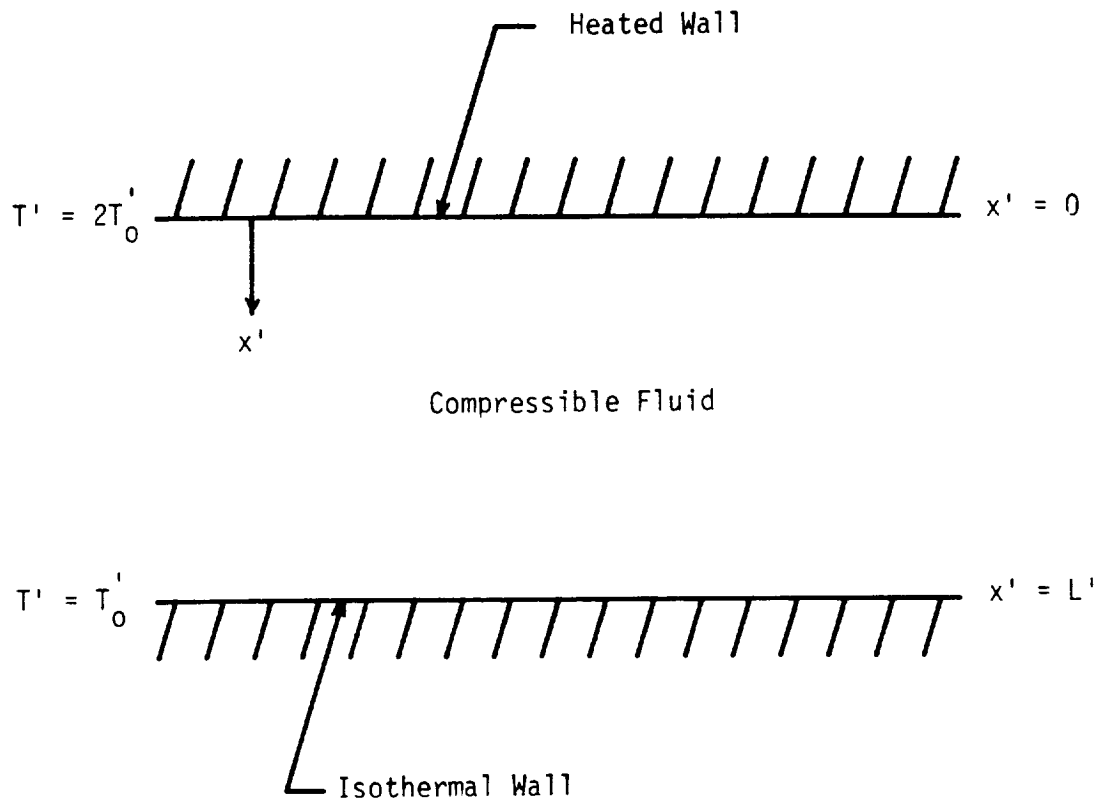 Heated Wall
T' = 2T'o
x' = 0
x'
Compressible Fluid
T' = T'o
x' = L'
Isothermal Wall